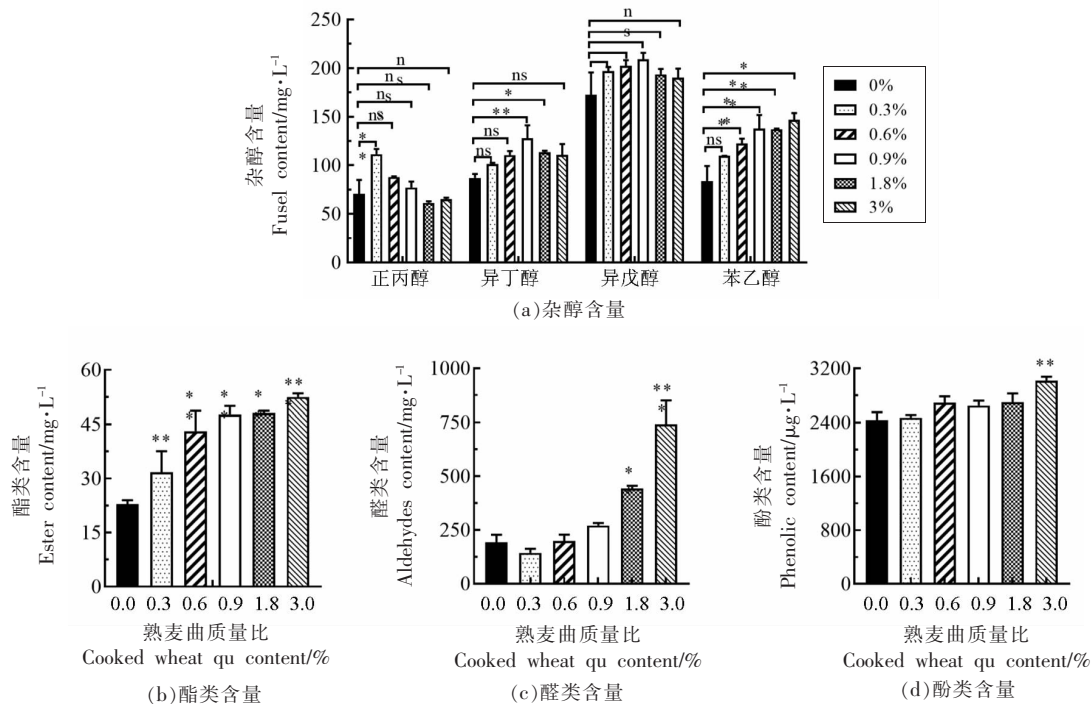 250
200
150
100
50
0
杂醇含量
Fusel content/mg·L⁻¹
n
n
ns
ns
ns
**
ns
*
**
ns
ns
n
s
*
**
**
**
ns
0%
0.3%
0.6%
0.9%
1.8%
3%
正丙醇 异丁醇 异戊醇 苯乙醇
(a)杂醇含量
60
45
30
15
0
酯类含量
Ester content/mg·L⁻¹
** ** ** ** ***
0.0 0.3 0.6 0.9 1.8 3.0
熟麦曲质量比
Cooked wheat qu content/%
(b)酯类含量
1000
750
500
250
0
醛类含量
Aldehydes content/mg·L⁻¹
* ***
0.0 0.3 0.6 0.9 1.8 3.0
熟麦曲质量比
Cooked wheat qu content/%
(c)醛类含量
3200
2400
1600
800
0
酚类含量
Phenolic content/μg·L⁻¹
**
0.0 0.3 0.6 0.9 1.8 3.0
熟麦曲质量比
Cooked wheat qu content/%
(d)酚类含量